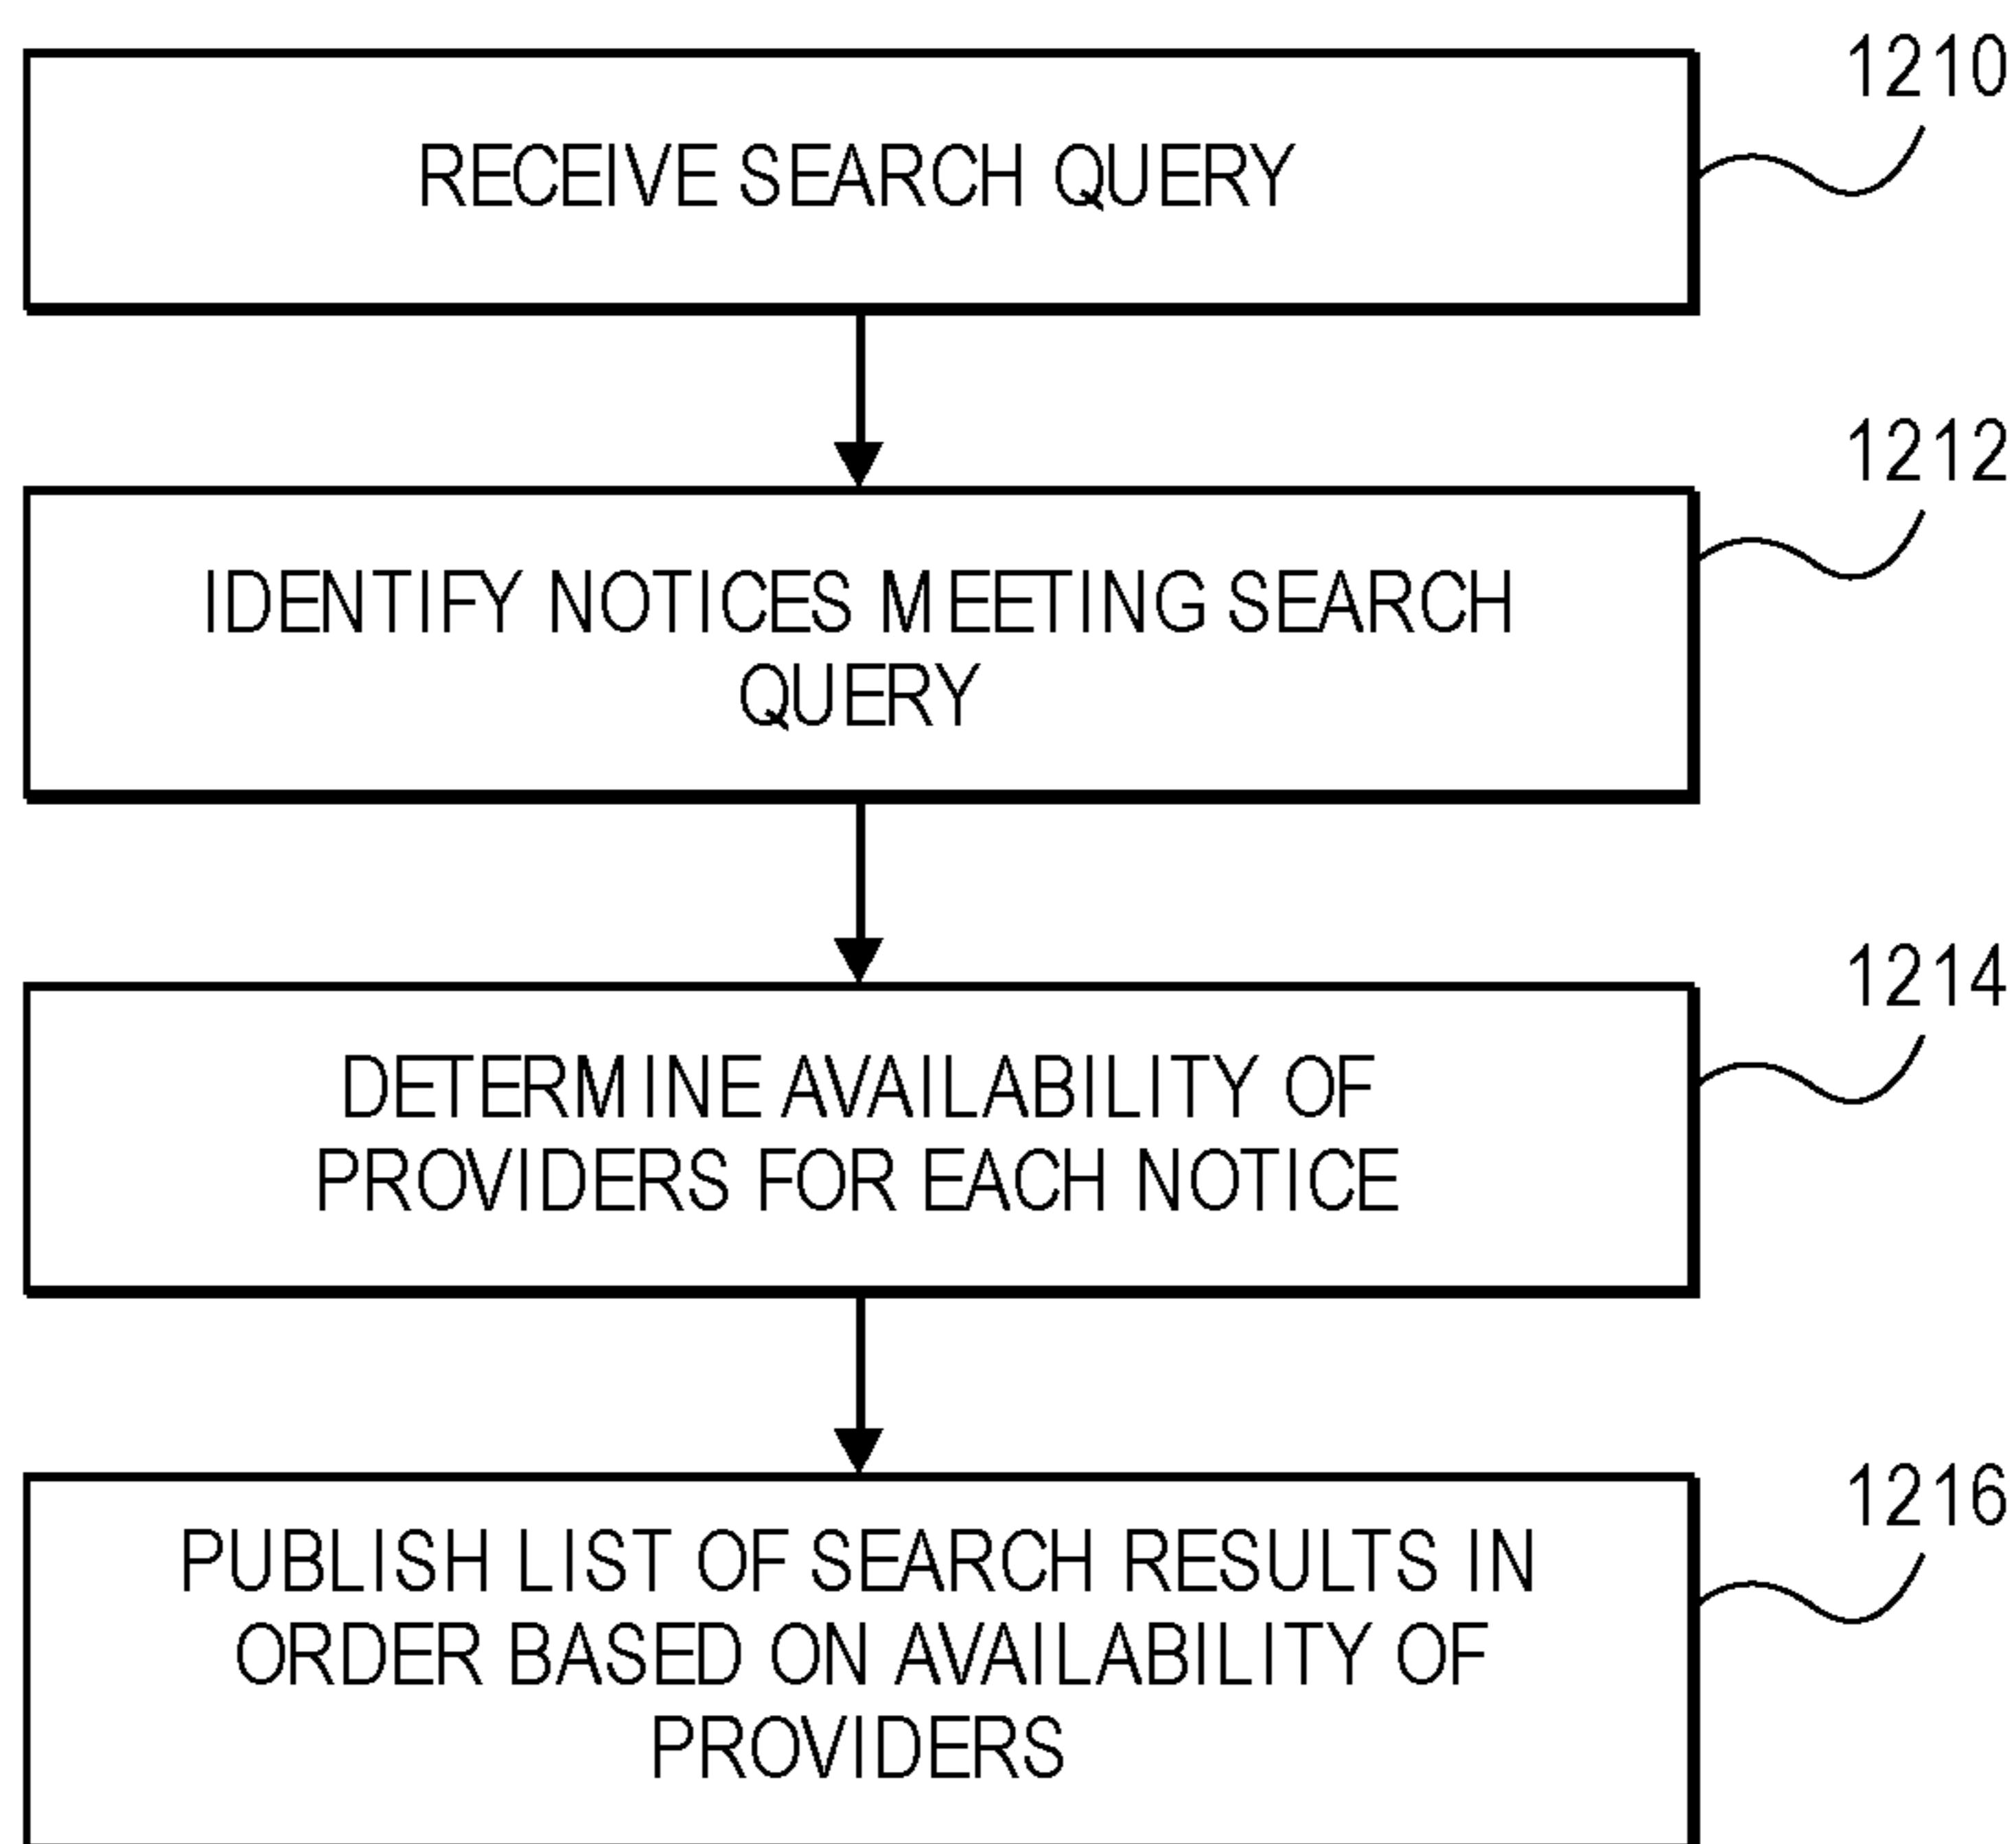 1210
RECEIVE SEARCH QUERY
1212
IDENTIFY NOTICES MEETING SEARCH
QUERY
1214
DETERMINE AVAILABILITY OF
PROVIDERS FOR EACH NOTICE
1216
PUBLISH LIST OF SEARCH RESULTS IN
ORDER BASED ON AVAILABILITY OF
PROVIDERS